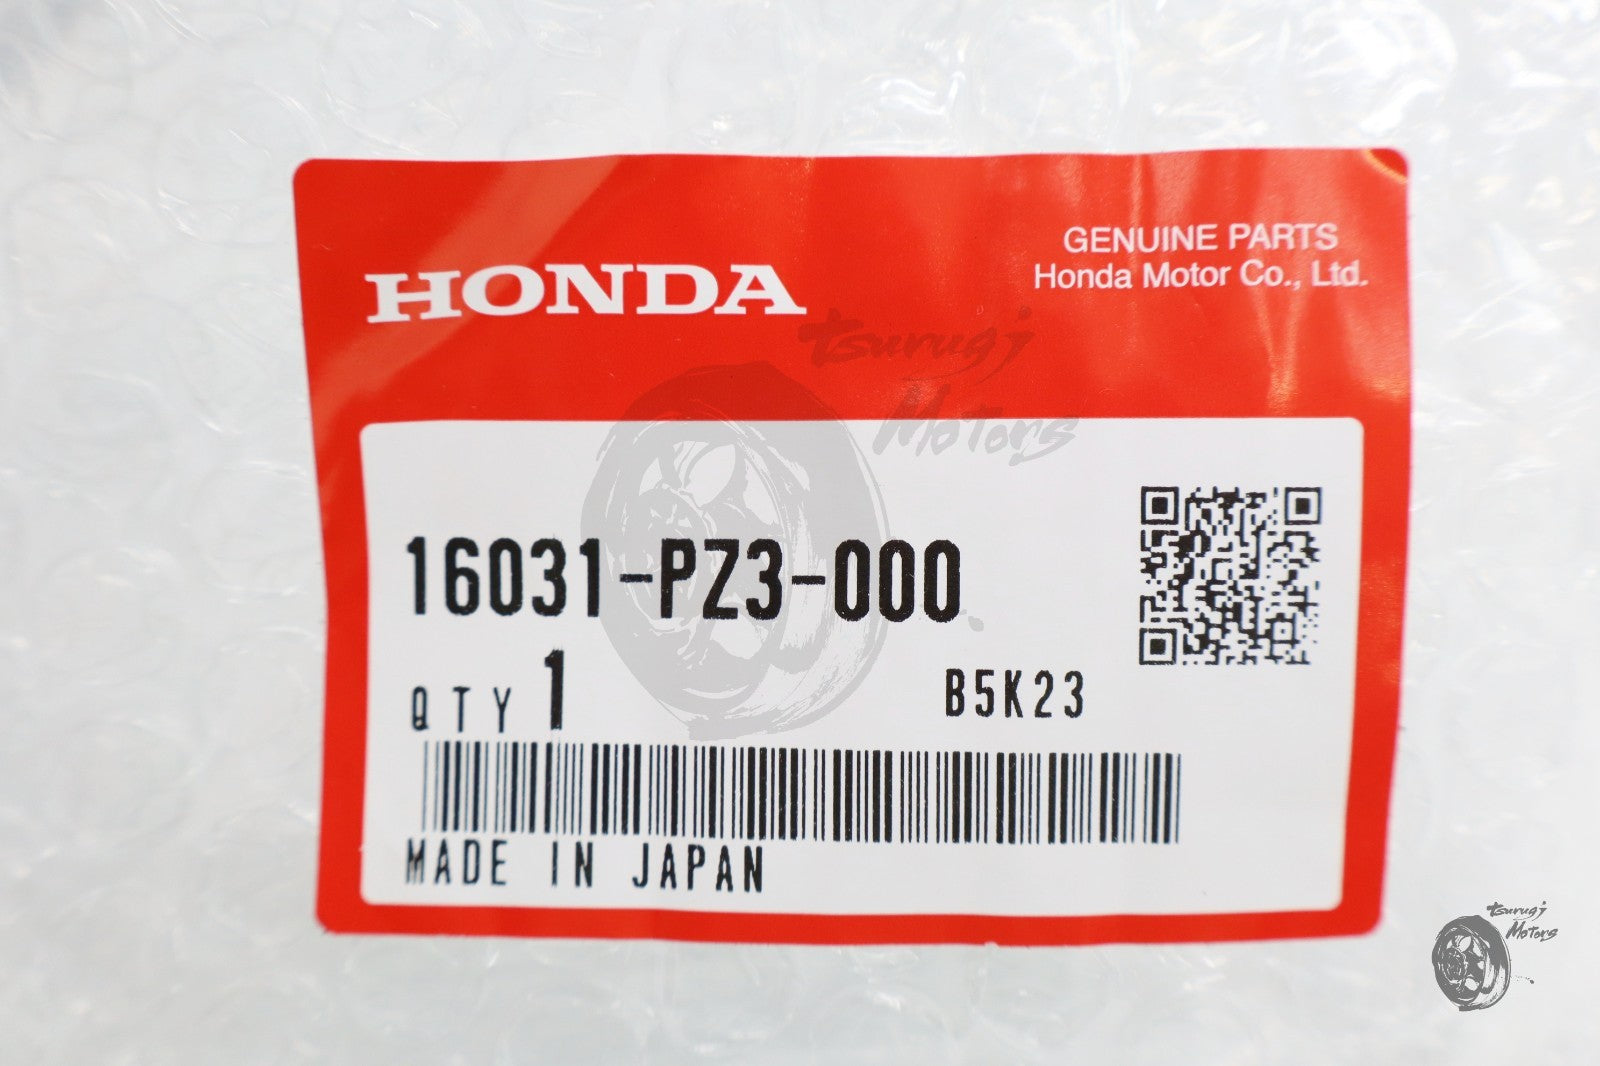 GENUINE PARTS
Honda Motor Co., Ltd.
HONDA
tsurugi
Motors
16031-PZ3-000
QTY 1
B5K23
MADE IN JAPAN
tsurugi
Motors